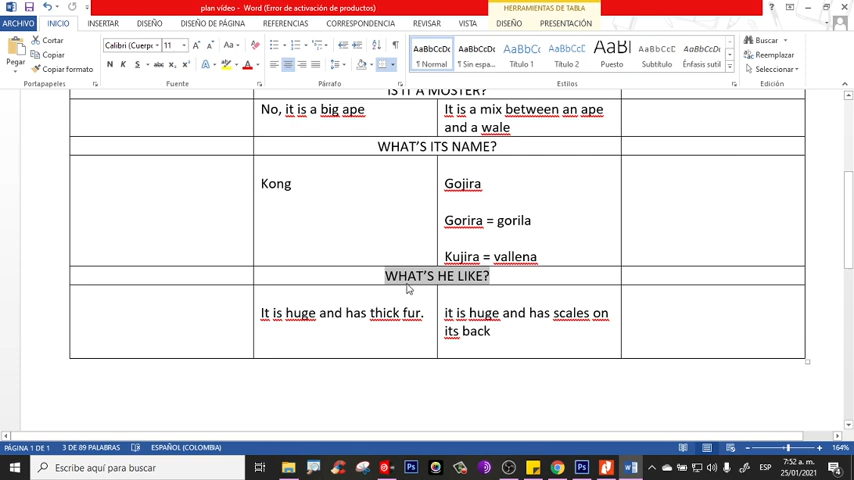 plan vídeo - Word (Error de activación de productos)
HERRAMIENTAS DE TABLA
ARCHIVO INICIO INSERTAR DISEÑO DISEÑO DE PÁGINA REFERENCIAS CORRESPONDENCIA REVISAR VISTA DISEÑO PRESENTACIÓN
Pegar
Cortar
Copiar
Copiar formato
Portapapeles
Calibri (Cuerpo 11
N K S abc x₂ x²
Fuente
Párrafo
AaBbCcDc AaBbCcDc AaBbCc AaBbCcC AaBl AaBbCcD AaBbCcDc
¶ Normal ¶ Sin espa... Título 1 Título 2 Puesto Subtítulo Énfasis sutil
Estilos
Buscar
Reemplazar
Seleccionar
Edición
IS IT A MOSTER?
No, it is a big ape
It is a mix between an ape
and a wale
WHAT'S ITS NAME?
Kong
Gojira
Gorira = gorila
Kujira = vallena
WHAT'S HE LIKE?
It is huge and has thick fur.
it is huge and has scales on
its back
PÁGINA 1 DE 1 3 DE 89 PALABRAS ESPAÑOL (COLOMBIA) 164%
Escribe aquí para buscar
ESP
7:52 a. m.
25/01/2021